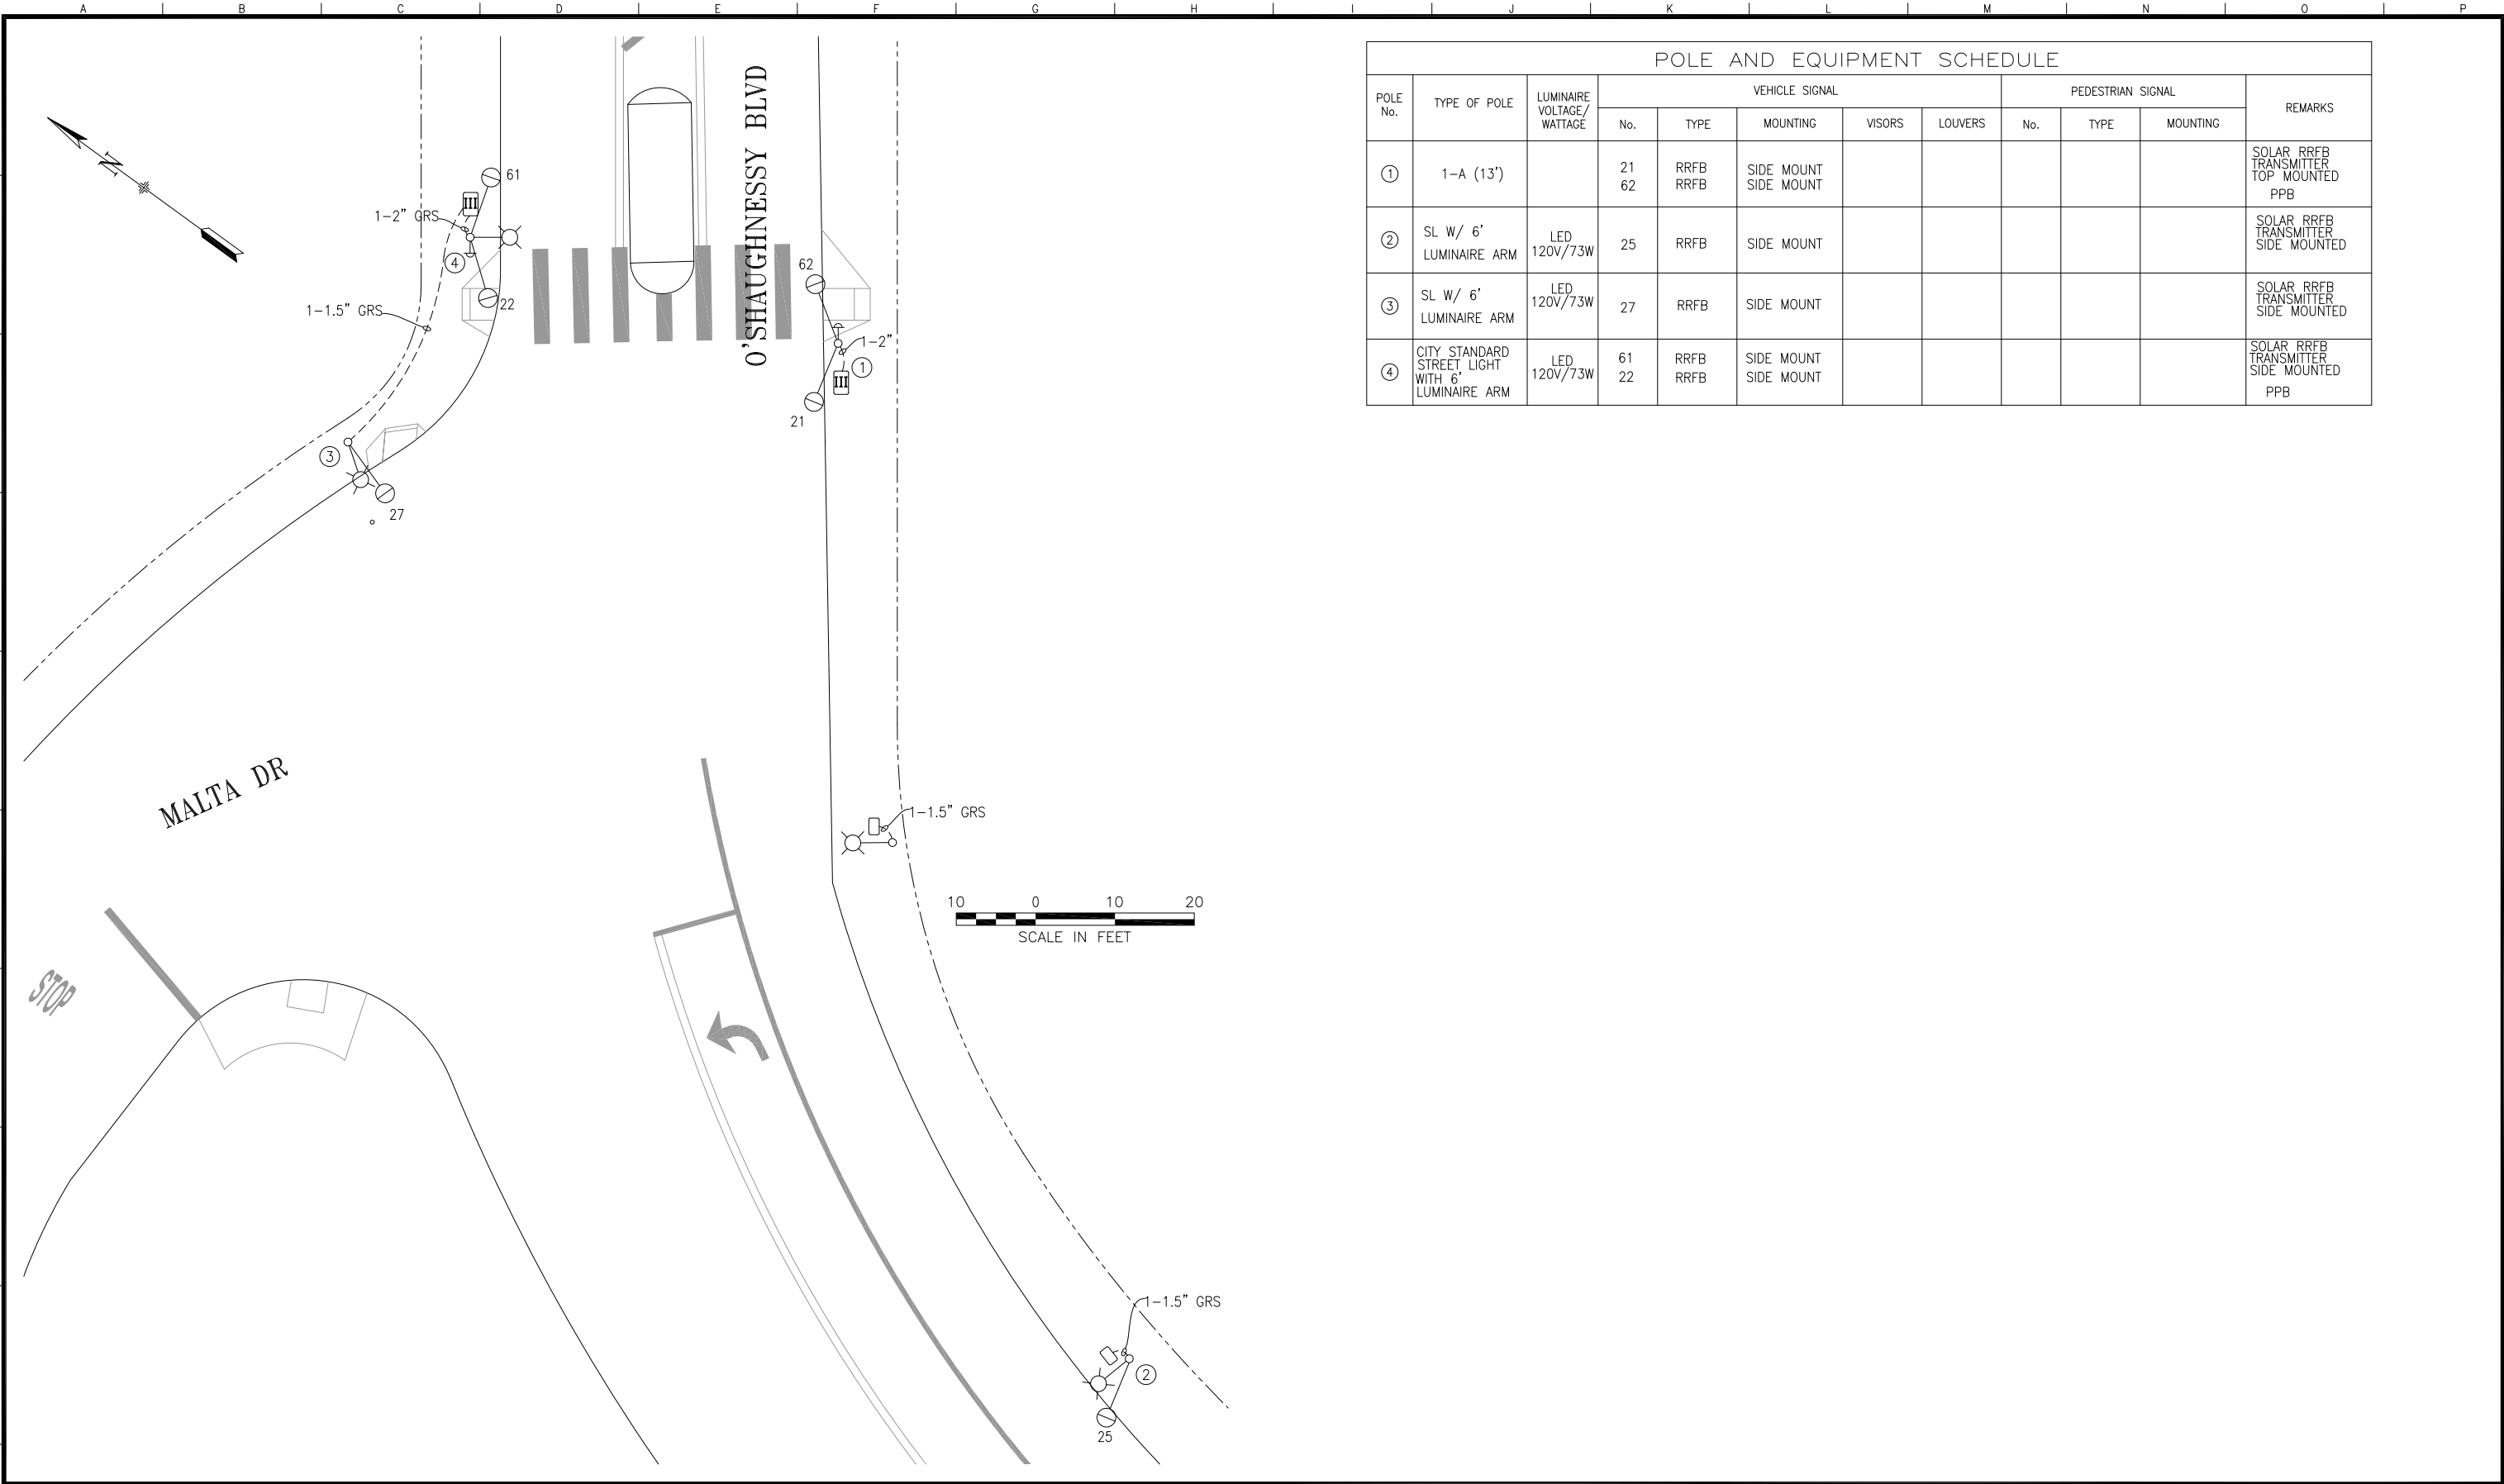 A B C D E F G H I J K L M N O P
N
O'SHAUGHNESSY BLVD
61
1-2" GRS
III
4
22
1-1.5" GRS
62
1-2"
1
III
21
3
27
MALTA DR
1-1.5" GRS
10 0 10 20
SCALE IN FEET
STOP
1-1.5" GRS
2
25
POLE AND EQUIPMENT SCHEDULE
POLE No.
TYPE OF POLE
LUMINAIRE VOLTAGE/ WATTAGE
VEHICLE SIGNAL
PEDESTRIAN SIGNAL
REMARKS
No. TYPE MOUNTING VISORS LOUVERS No. TYPE MOUNTING
1
1-A (13')
21 RRFB SIDE MOUNT
62 RRFB SIDE MOUNT
SOLAR RRFB
TRANSMITTER
TOP MOUNTED
PPB
2
SL W/ 6'
LUMINAIRE ARM
LED
120V/73W
25 RRFB SIDE MOUNT
SOLAR RRFB
TRANSMITTER
SIDE MOUNTED
3
SL W/ 6'
LUMINAIRE ARM
LED
120V/73W
27 RRFB SIDE MOUNT
SOLAR RRFB
TRANSMITTER
SIDE MOUNTED
4
CITY STANDARD
STREET LIGHT
WITH 6'
LUMINAIRE ARM
LED
120V/73W
61 RRFB SIDE MOUNT
22 RRFB SIDE MOUNT
SOLAR RRFB
TRANSMITTER
SIDE MOUNTED
PPB